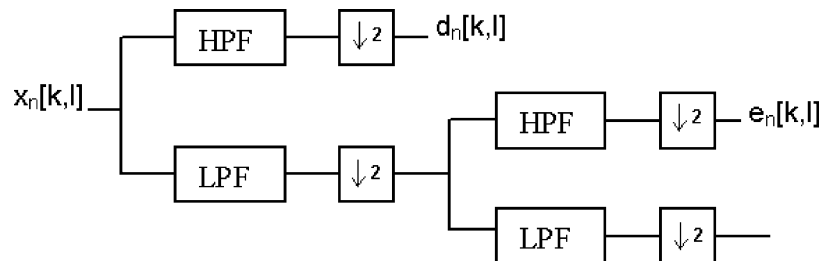 HPF
↓2
dₙ[k,l]
xₙ[k,l]
HPF
↓2
eₙ[k,l]
LPF
↓2
LPF
↓2